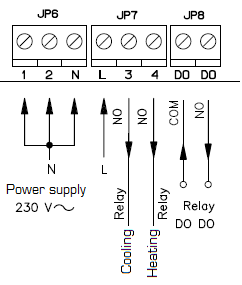 JP6 JP7 JP8
1 2 N L 3 4 DO DO
NO NO COM NO
N L
Power supply
230 V~
Cooling Relay
Heating Relay
Relay
DO DO